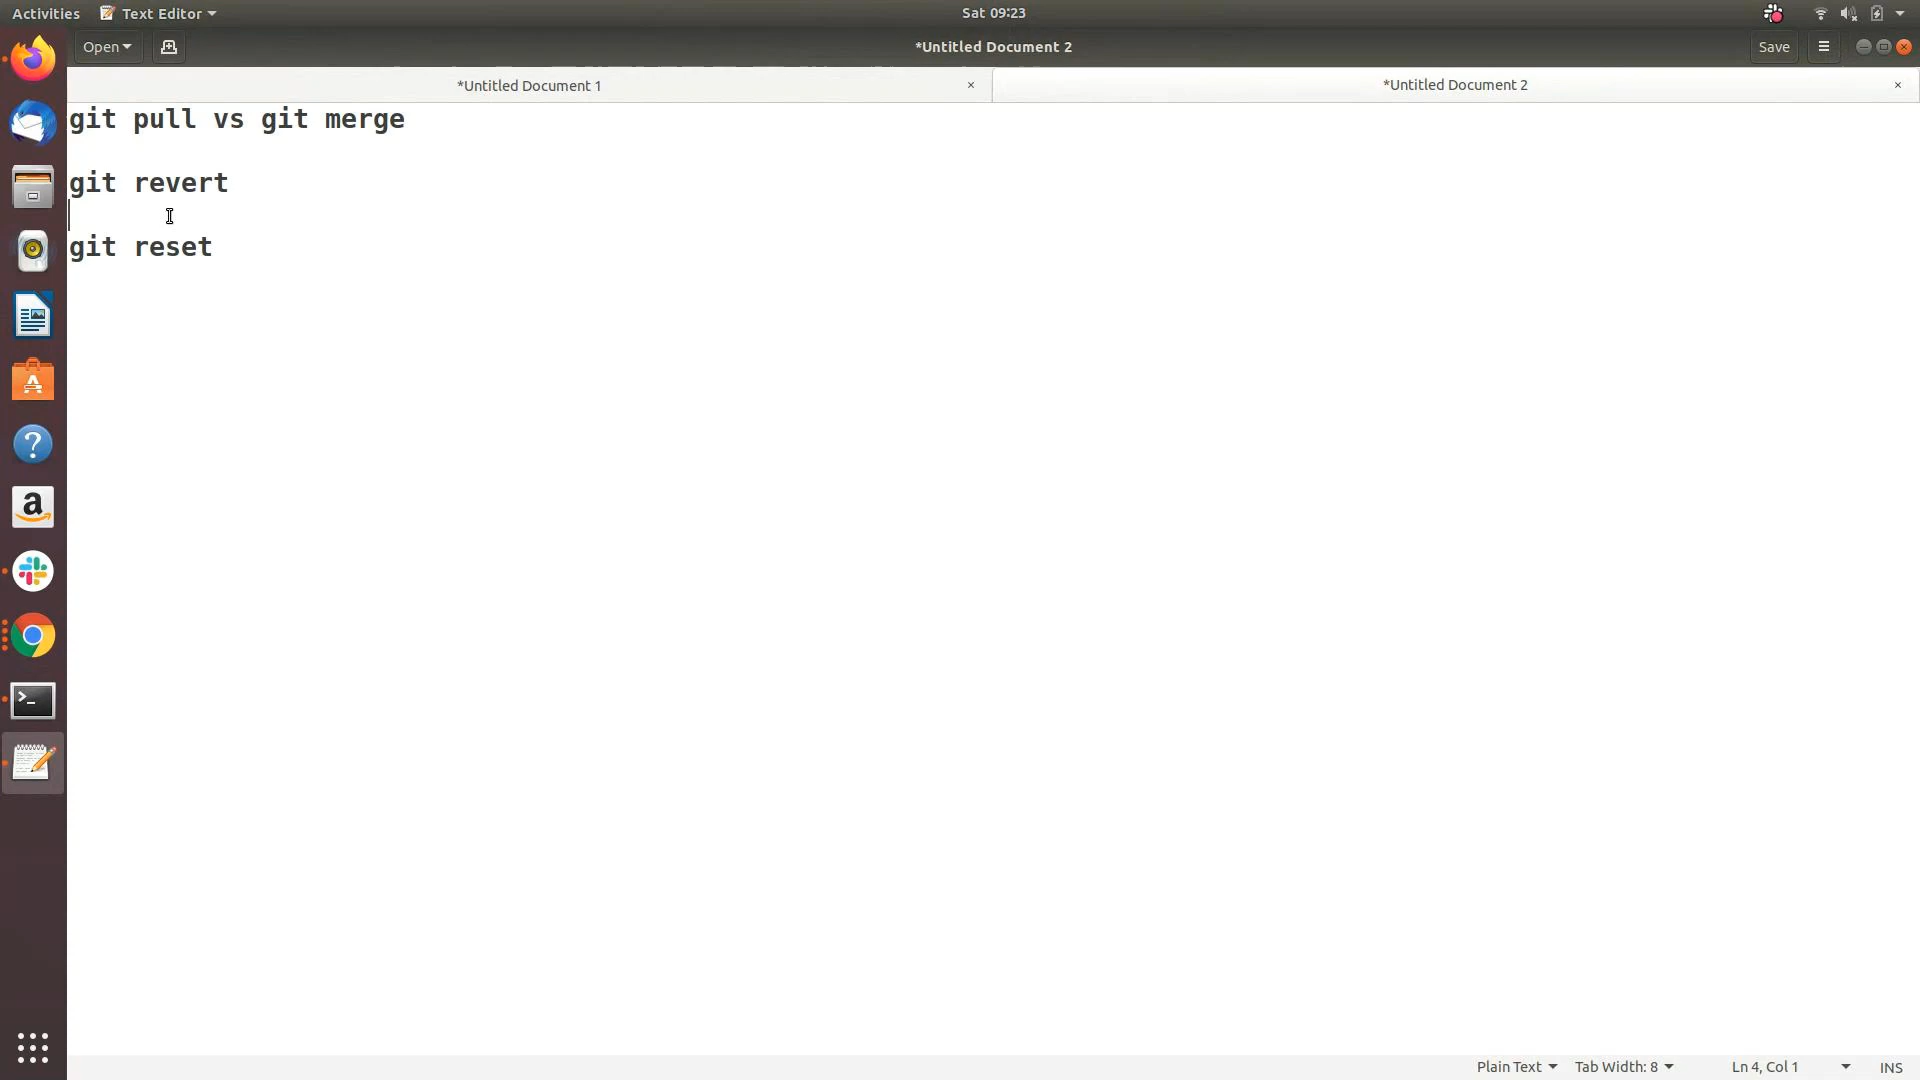 Activities Text Editor Sat 09:23
Open *Untitled Document 2 Save
*Untitled Document 1 × *Untitled Document 2 ×
git pull vs git merge
git revert
git reset
Plain Text Tab Width: 8 Ln 4, Col 1 INS